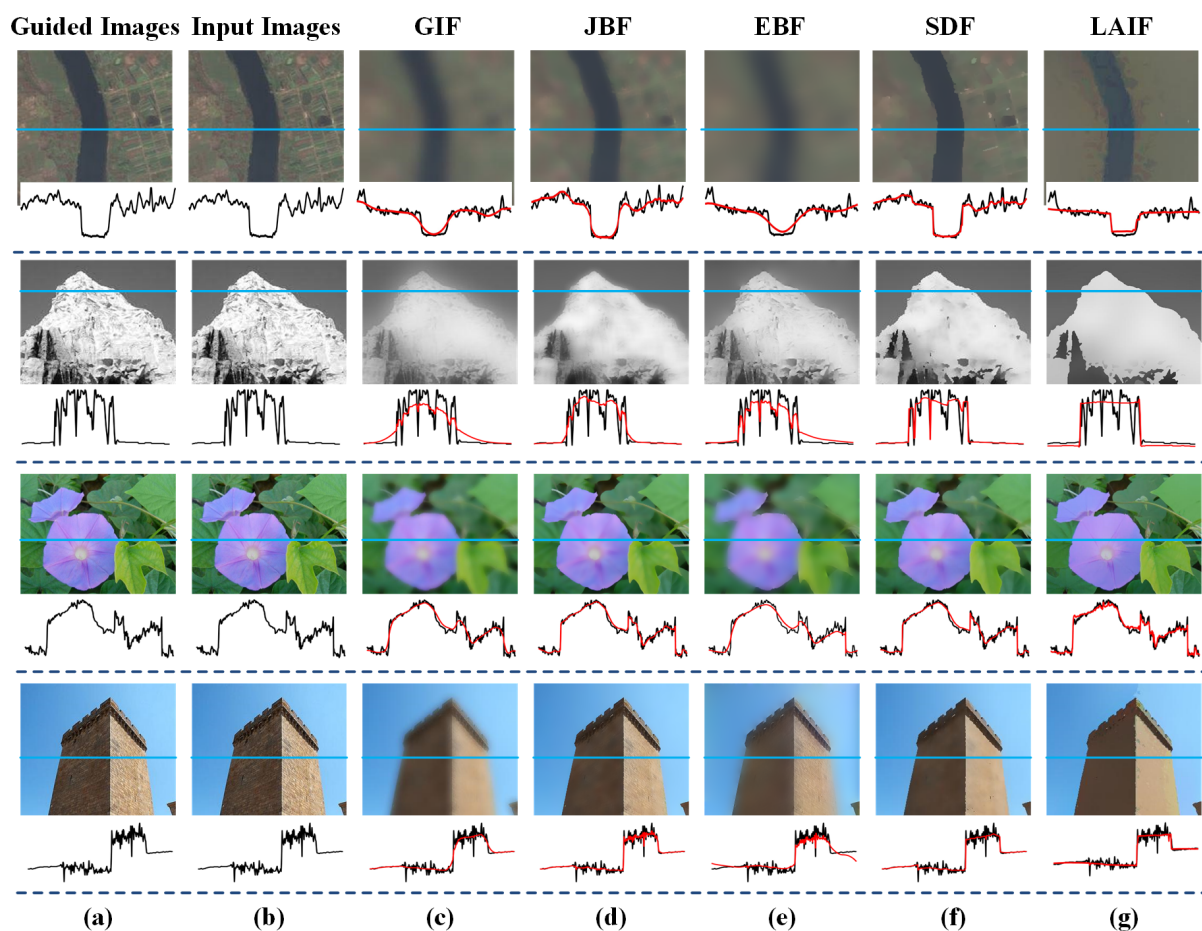 Guided Images Input Images GIF JBF EBF SDF LAIF
(a) (b) (c) (d) (e) (f) (g)